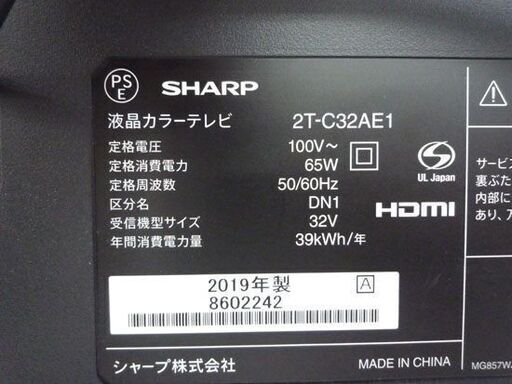 PS
E
SHARP
液晶カラーテレビ 2T-C32AE1
定格電圧 100V～
定格消費電力 65W
定格周波数 50/60Hz
区分名 DN1
受信機型サイズ 32V
年間消費電力量 39kWh/年
UL Japan
HDMI
2019年製 A
8602242
シャープ株式会社 MADE IN CHINA
サービス
裏ぶた
内部に
あり、
MG857W